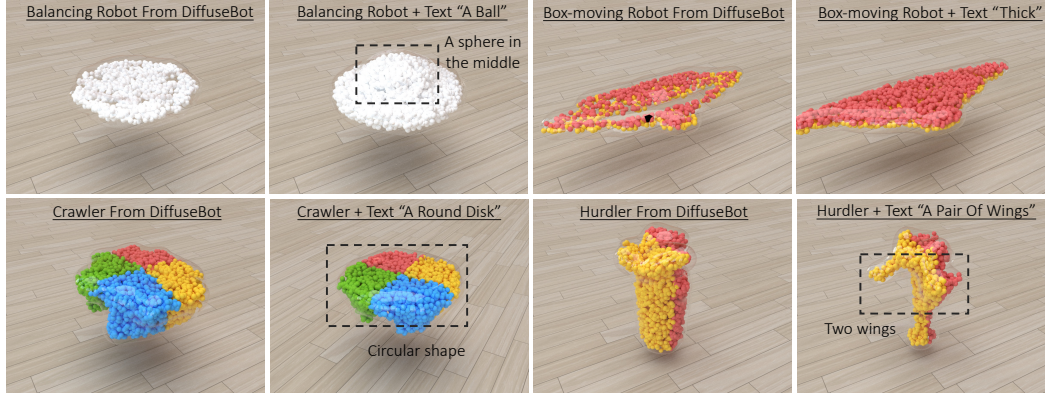 Balancing Robot From DiffuseBot
Balancing Robot + Text “A Ball”
A sphere in
the middle
Box-moving Robot From DiffuseBot
Box-moving Robot + Text “Thick”
Crawler From DiffuseBot
Crawler + Text “A Round Disk”
Circular shape
Hurdler From DiffuseBot
Hurdler + Text “A Pair Of Wings”
Two wings